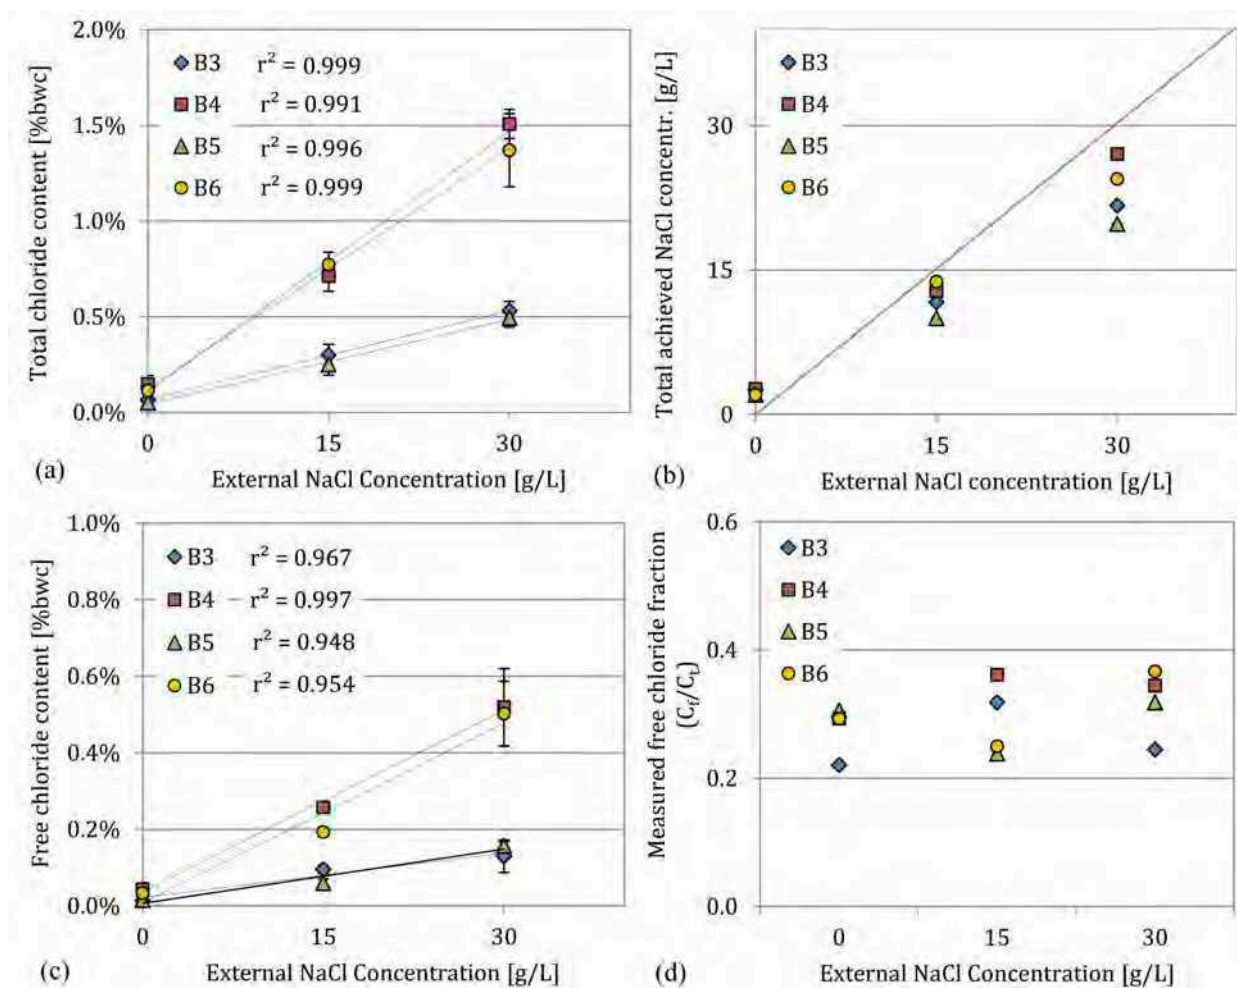 Total chloride content [%bwc]
2.0%
1.5%
1.0%
0.5%
0.0%
B3 r² = 0.999
B4 r² = 0.991
B5 r² = 0.996
B6 r² = 0.999
0 15 30
External NaCl Concentration [g/L]
(a)
Total achieved NaCl concentr. [g/L]
30
15
0
B3
B4
B5
B6
0 15 30
External NaCl concentration [g/L]
(b)
Free chloride content [%bwc]
1.0%
0.8%
0.6%
0.4%
0.2%
0.0%
B3 r² = 0.967
B4 r² = 0.997
B5 r² = 0.948
B6 r² = 0.954
0 15 30
External NaCl Concentration [g/L]
(c)
Measured free chloride fraction
(Cf/Ct)
0.6
0.4
0.2
0.0
B3
B4
B5
B6
0 15 30
External NaCl Concentration [g/L]
(d)